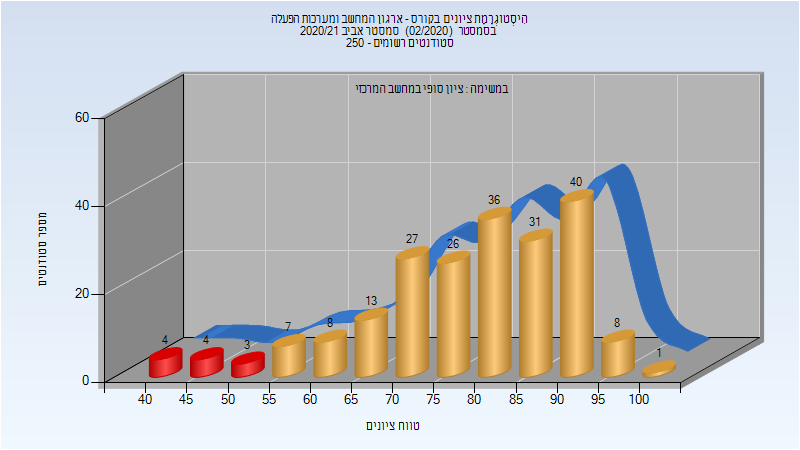 הִיסְטוֹגְרָמַת ציונים בקורס - ארגון המחשב ומערכות הפעלה
בסמסטר (02/2020) סמסטר אביב 2020/21
סטודנטים רשומים - 250
במשימה : ציון סופי במחשב המרכזי
מספר סטודנטים
60
40
20
0
4
4
3
7
8
13
27
26
36
31
40
8
1
40 45 50 55 60 65 70 75 80 85 90 95 100
טווח ציונים